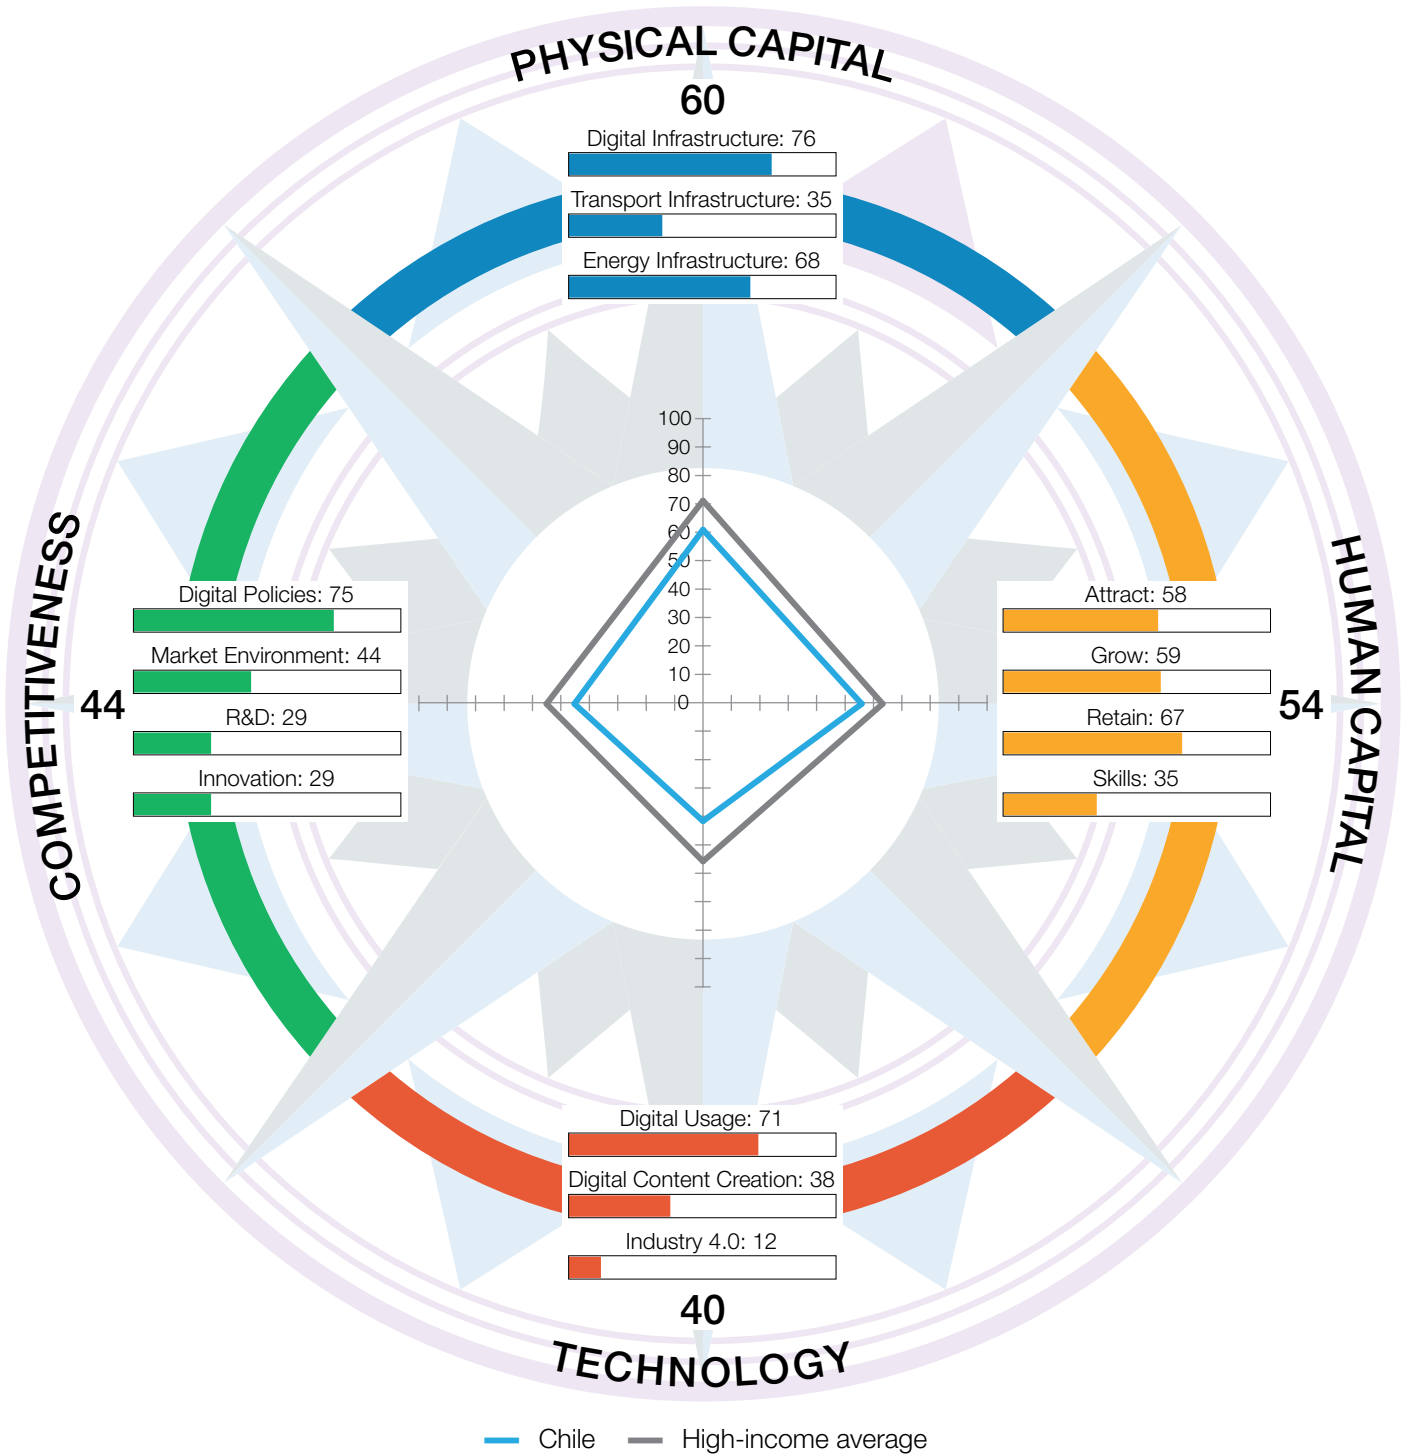 PHYSICAL CAPITAL
60
Digital Infrastructure: 76
Transport Infrastructure: 35
Energy Infrastructure: 68
100
90
80
70
60
50
40
30
20
10
0
COMPETITIVENESS
44
Digital Policies: 75
Market Environment: 44
R&D: 29
Innovation: 29
HUMAN CAPITAL
54
Attract: 58
Grow: 59
Retain: 67
Skills: 35
Digital Usage: 71
Digital Content Creation: 38
Industry 4.0: 12
40
TECHNOLOGY
Chile
High-income average